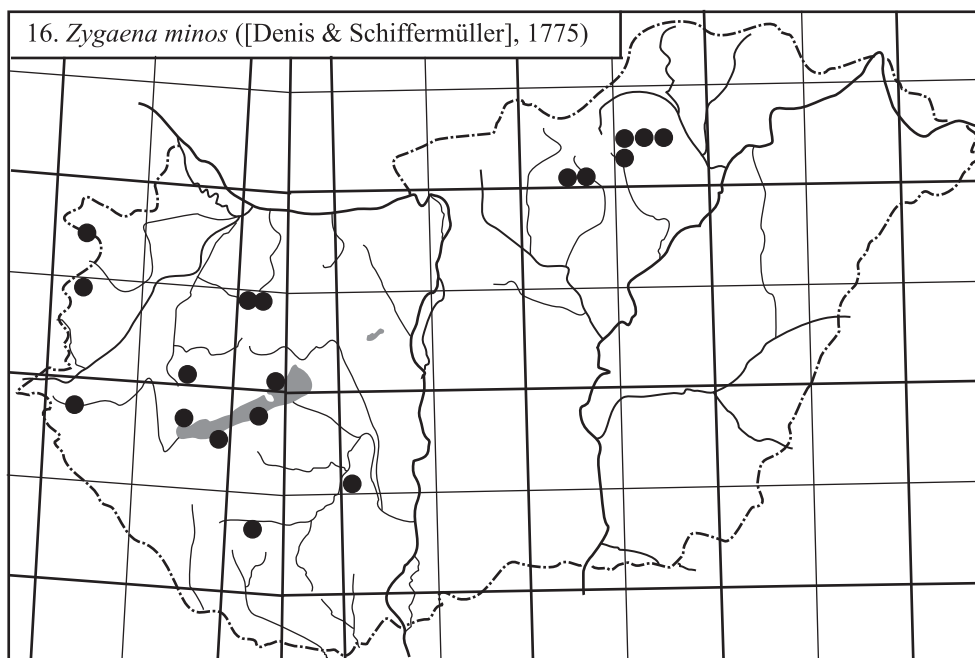 16. Zygaena minos ([Denis & Schiffermüller], 1775)